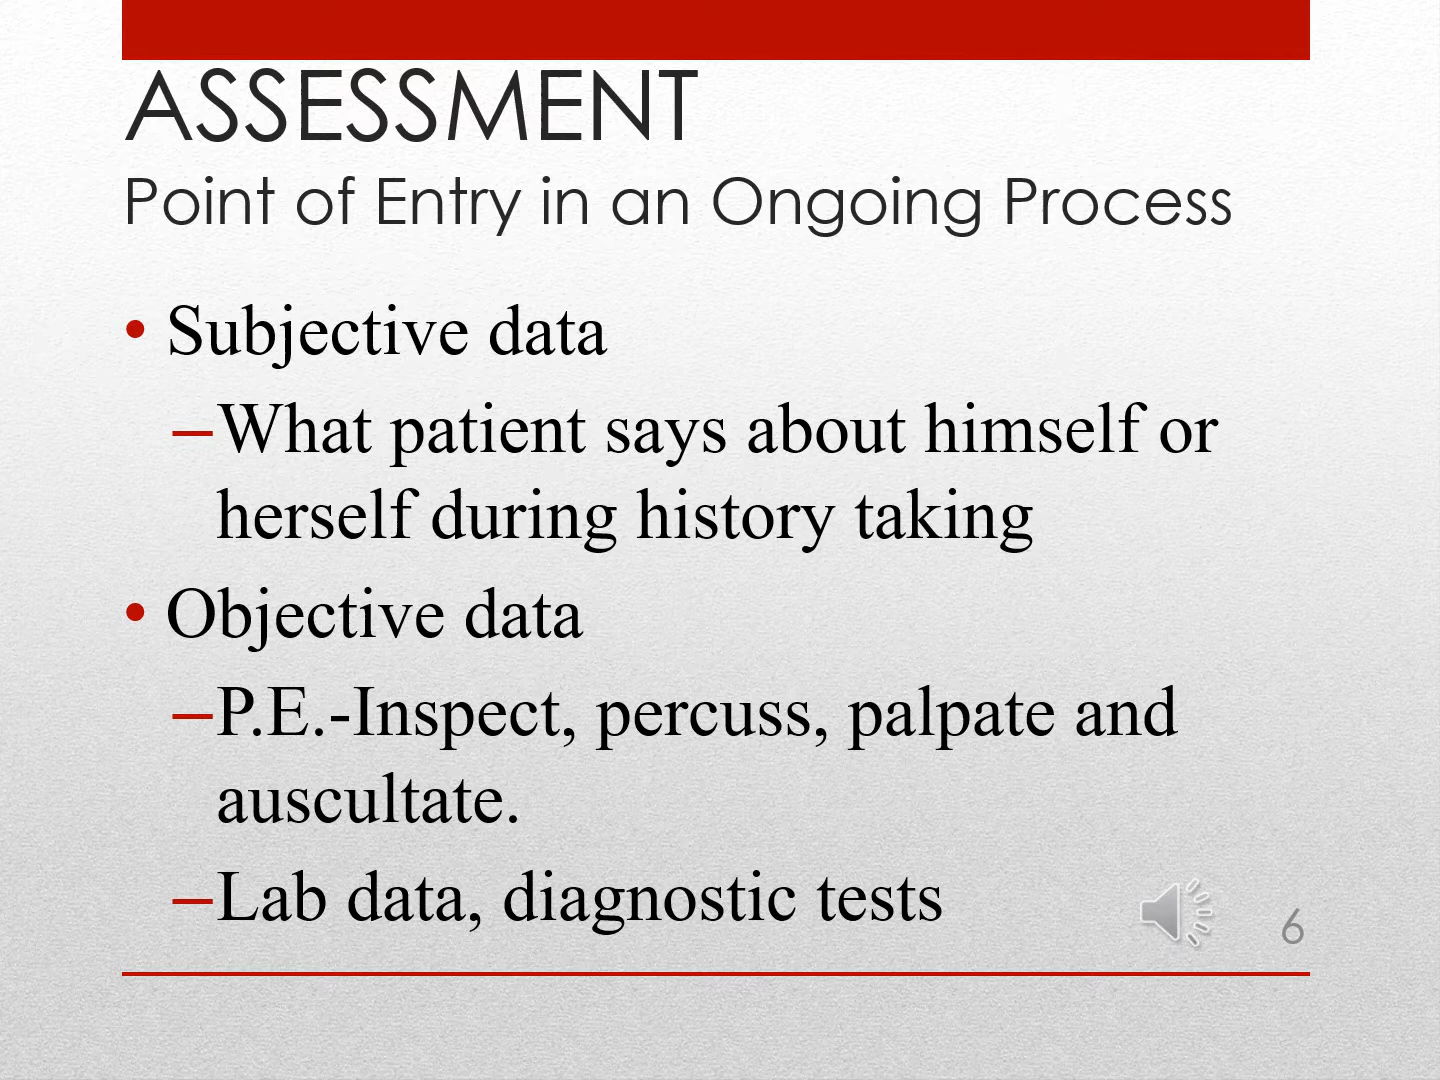 ASSESSMENT
Point of Entry in an Ongoing Process
• Subjective data
–What patient says about himself or
herself during history taking
• Objective data
–P.E.-Inspect, percuss, palpate and
auscultate.
–Lab data, diagnostic tests
6